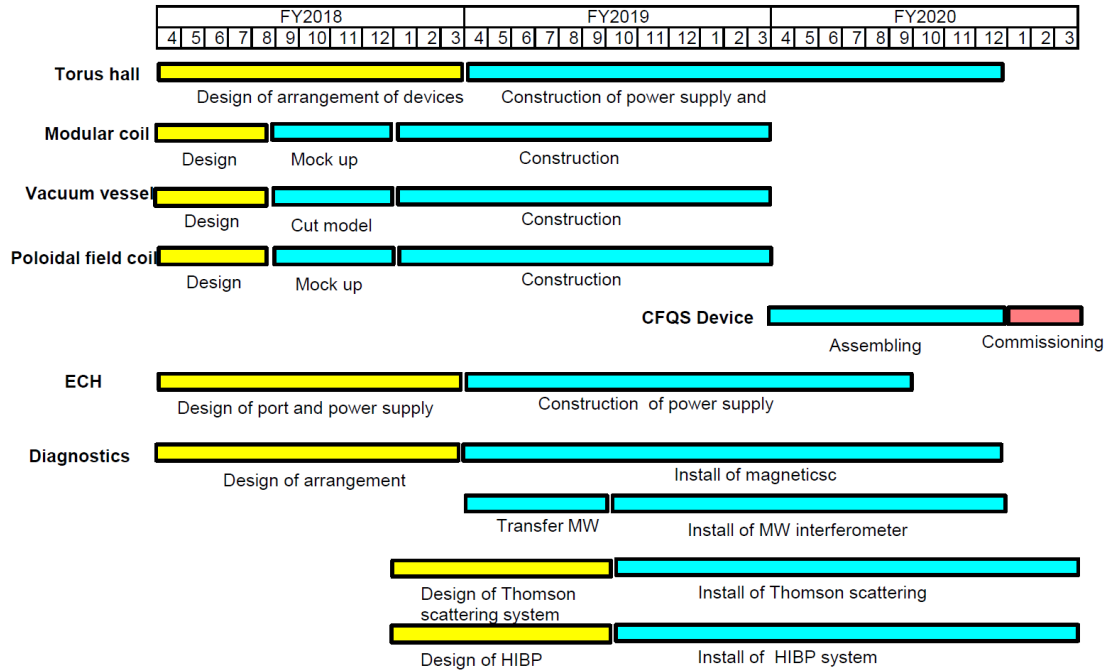 FY2018 FY2019 FY2020
4 5 6 7 8 9 10 11 12 1 2 3 4 5 6 7 8 9 10 11 12 1 2 3 4 5 6 7 8 9 10 11 12 1 2 3
Torus hall
Design of arrangement of devices Construction of power supply and
Modular coil
Design Mock up Construction
Vacuum vessel
Design Cut model Construction
Poloidal field coil
Design Mock up Construction
CFQS Device
Assembling Commissioning
ECH
Design of port and power supply Construction of power supply
Diagnostics
Design of arrangement Install of magneticsc
Transfer MW Install of MW interferometer
Design of Thomson Install of Thomson scattering
scattering system
Design of HIBP Install of HIBP system